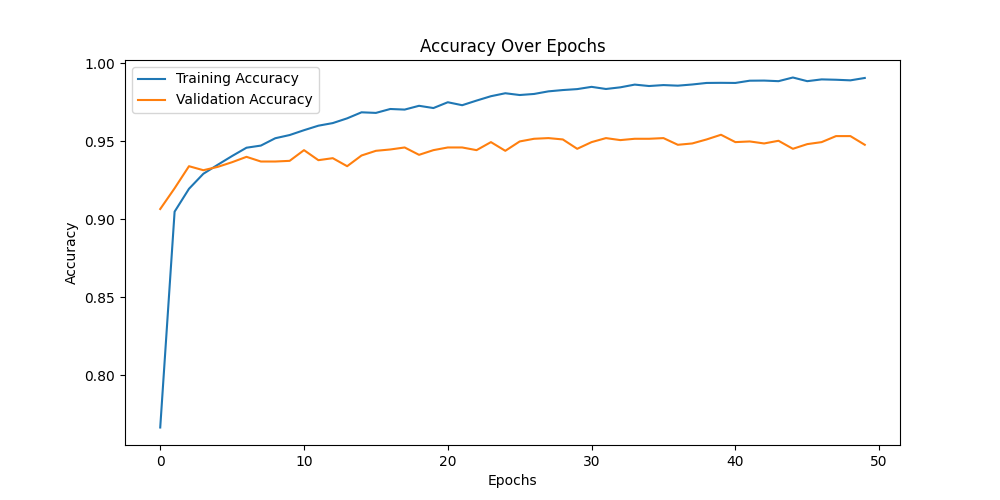 Accuracy Over Epochs
Training Accuracy
Validation Accuracy
1.00
0.95
0.90
0.85
0.80
Accuracy
0 10 20 30 40 50
Epochs